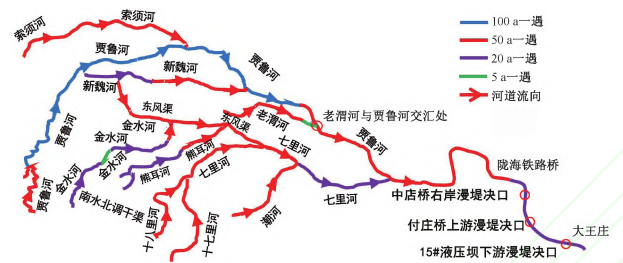 索须河
索须河
100 a一遇
50 a一遇
20 a一遇
5 a一遇
河道流向
贾鲁河
新魏河
贾鲁河
新魏河
东风渠
东风渠
老渭河
老渭河与贾鲁河交汇处
贾鲁河
金水河
七里河
贾鲁河
金水河
熊耳河
金水河
熊耳河
七里河
陇海铁路桥
南水北调干渠
七里河
中店桥右岸漫堤决口
贾鲁河
十八里河
十七里河
潮河
付庄桥上游漫堤决口
大王庄
15#液压坝下游漫堤决口